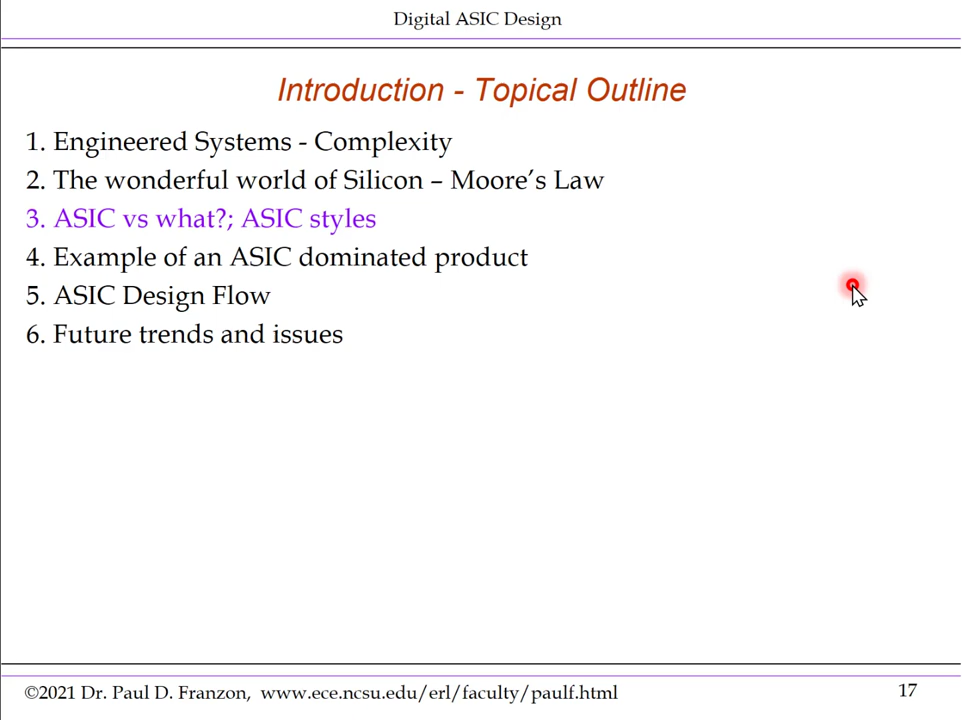 Digital ASIC Design
Introduction - Topical Outline
1. Engineered Systems - Complexity
2. The wonderful world of Silicon – Moore’s Law
3. ASIC vs what?; ASIC styles
4. Example of an ASIC dominated product
5. ASIC Design Flow
6. Future trends and issues
©2021 Dr. Paul D. Franzon, www.ece.ncsu.edu/erl/faculty/paulf.html
17